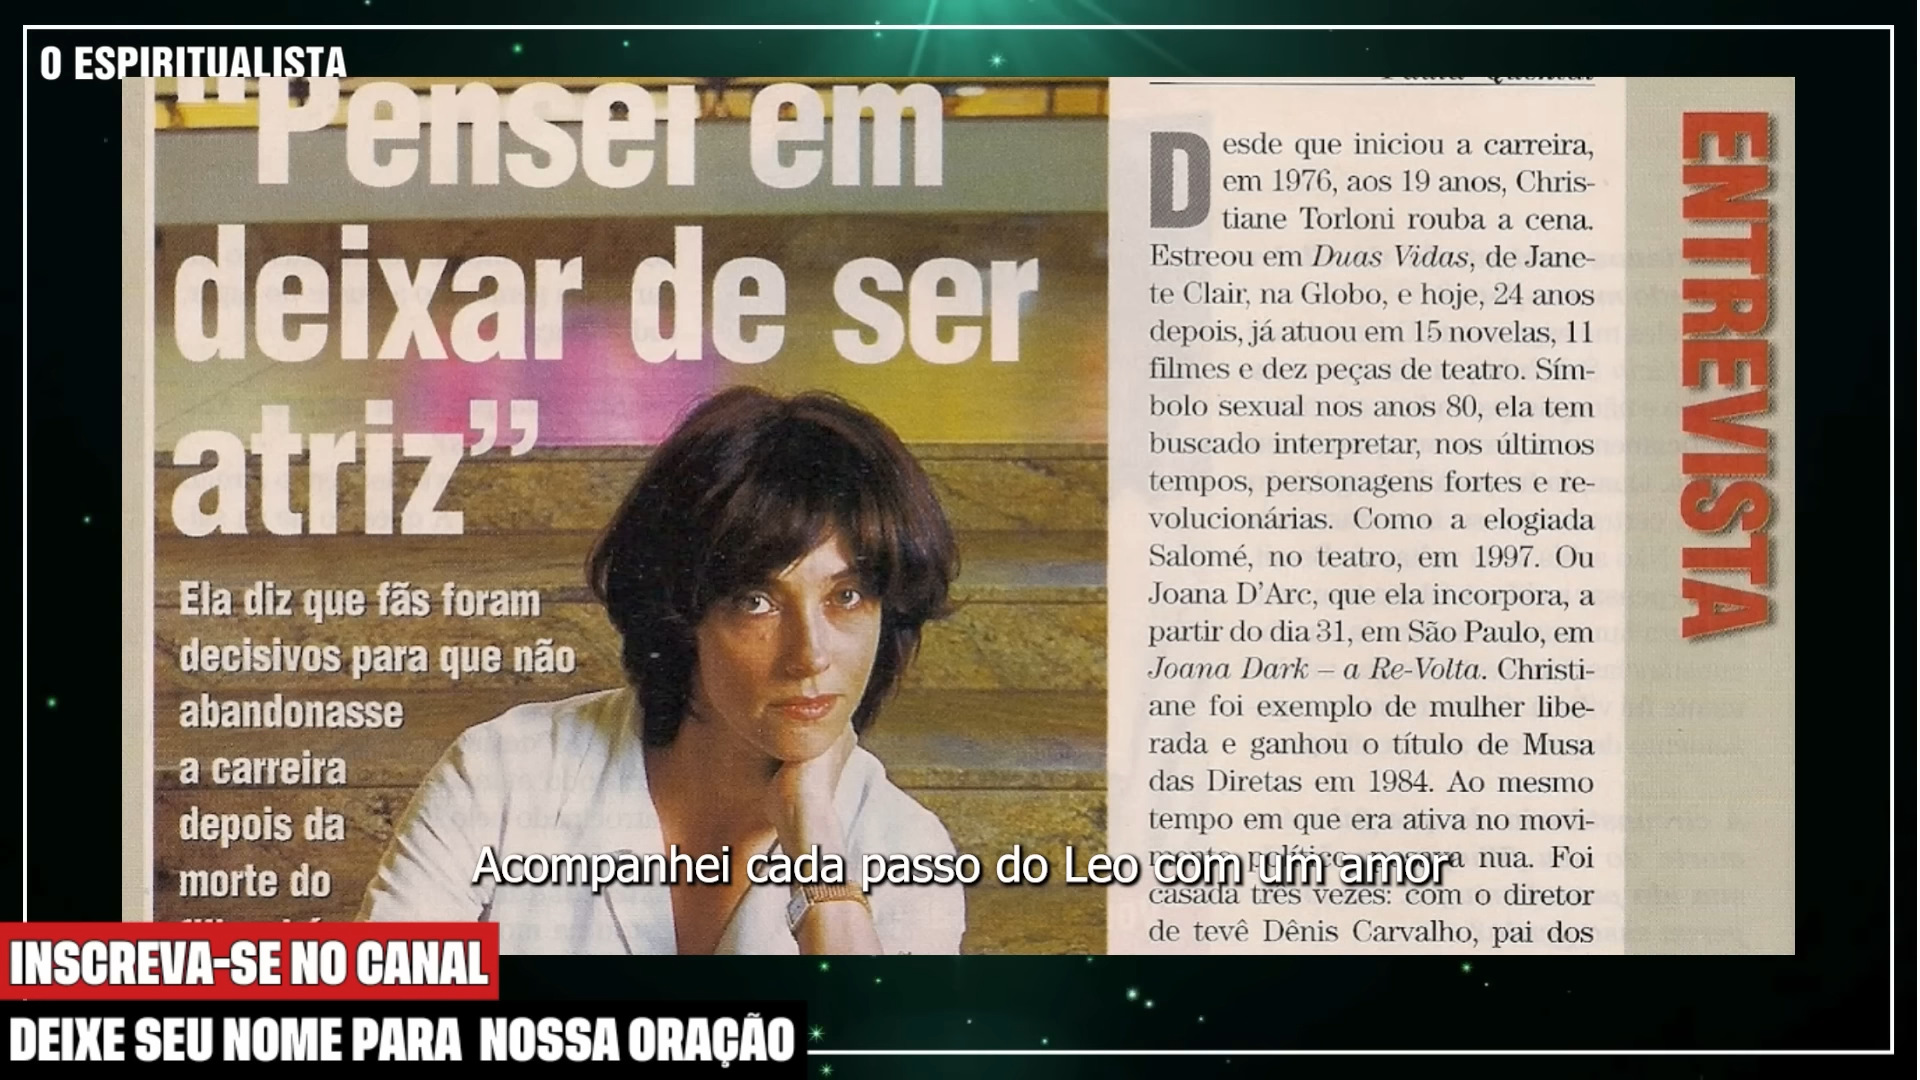 O ESPIRITUALISTA
"Pensei em
deixar de ser
atriz"
Ela diz que fãs foram
decisivos para que não
abandonasse
a carreira
depois da
morte do
Desde que iniciou a carreira,
em 1976, aos 19 anos, Chris-
tiane Torloni rouba a cena.
Estreou em Duas Vidas, de Jane-
te Clair, na Globo, e hoje, 24 anos
depois, já atuou em 15 novelas, 11
filmes e dez peças de teatro. Sím-
bolo sexual nos anos 80, ela tem
buscado interpretar, nos últimos
tempos, personagens fortes e re-
volucionárias. Como a elogiada
Salomé, no teatro, em 1997. Ou
Joana D'Arc, que ela incorpora, a
partir do dia 31, em São Paulo, em
Joana Dark – a Re-Volta. Christi-
ane foi exemplo de mulher libe-
rada e ganhou o título de Musa
das Diretas em 1984. Ao mesmo
tempo em que era ativa no movi-
mento político, posava nua. Foi
casada três vezes: com o diretor
de tevê Dênis Carvalho, pai dos
ENTREVISTA
Acompanhei cada passo do Leo com um amor
INSCREVA-SE NO CANAL
DEIXE SEU NOME PARA NOSSA ORAÇÃO